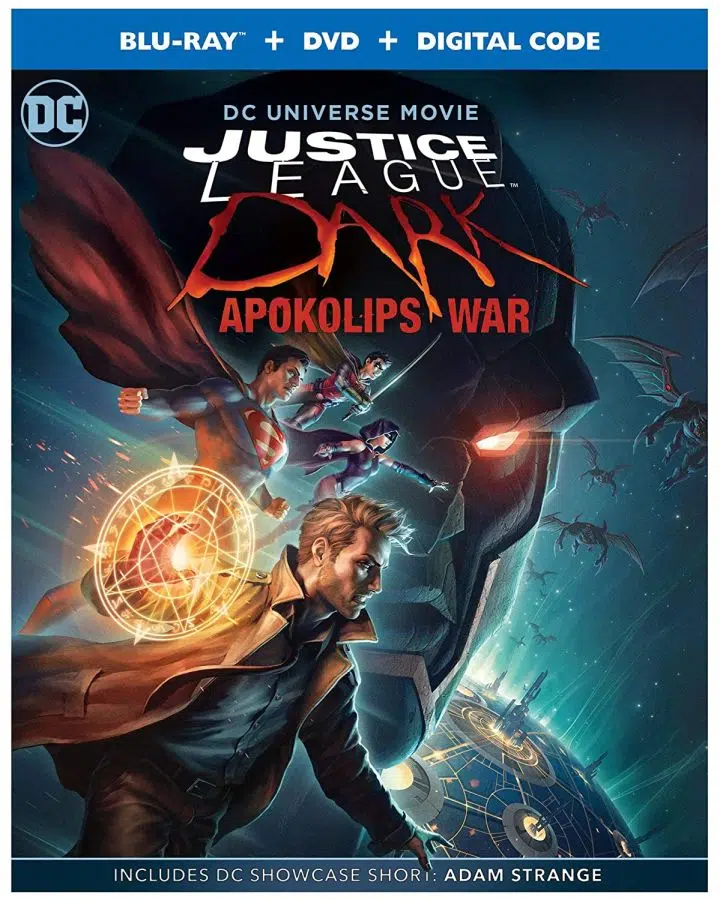 BLU-RAY™ + DVD + DIGITAL CODE
DC
DC UNIVERSE MOVIE
JUSTICE
LEAGUE™
DARK
APOKOLIPS WAR
INCLUDES DC SHOWCASE SHORT: ADAM STRANGE